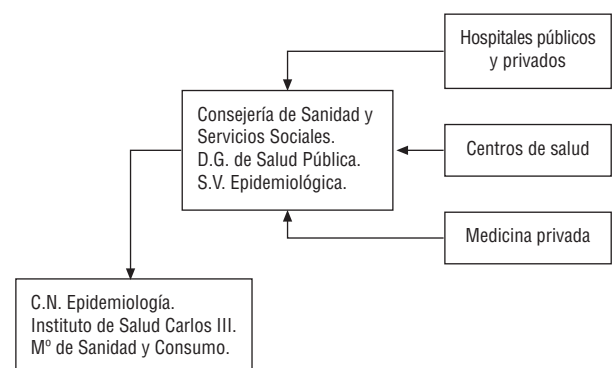 Hospitales públicos
y privados
Consejería de Sanidad y
Servicios Sociales.
D.G. de Salud Pública.
S.V. Epidemiológica.
Centros de salud
Medicina privada
C.N. Epidemiología.
Instituto de Salud Carlos III.
Mº de Sanidad y Consumo.